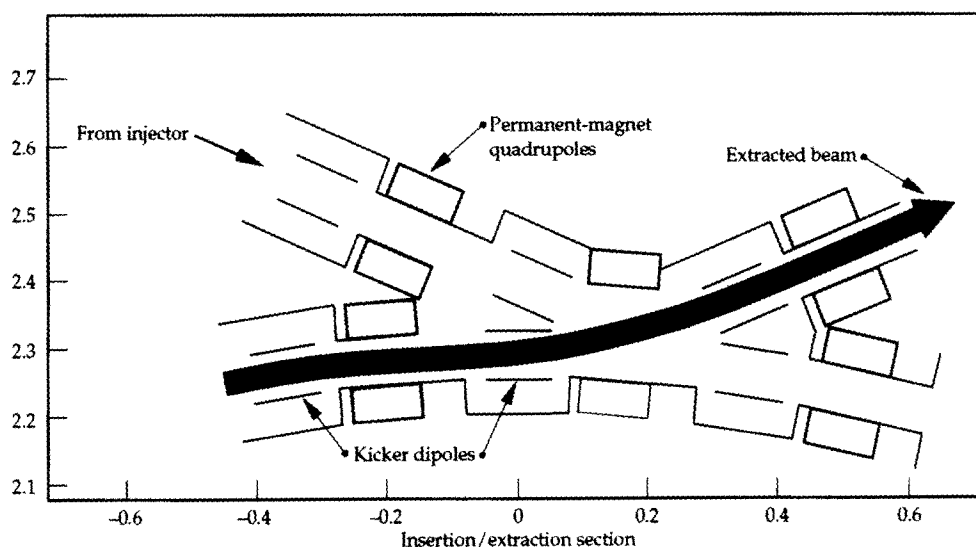 2.7
2.6
2.5
2.4
2.3
2.2
2.1
From injector
Permanent-magnet
quadrupoles
Extracted beam
Kicker dipoles
–0.6
–0.4
–0.2
0
0.2
0.4
0.6
Insertion/extraction section